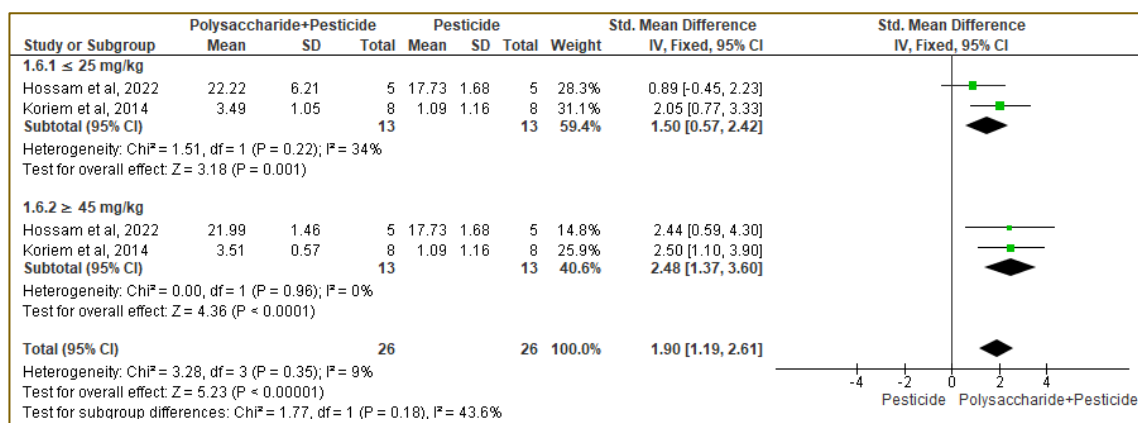 Polysaccharide+Pesticide Pesticide Std. Mean Difference Std. Mean Difference
Study or Subgroup Mean SD Total Mean SD Total Weight IV, Fixed, 95% CI IV, Fixed, 95% CI
1.6.1 ≤ 25 mg/kg
Hossam et al, 2022 22.22 6.21 5 17.73 1.68 5 28.3% 0.89 [-0.45, 2.23]
Koriem et al, 2014 3.49 1.05 8 1.09 1.16 8 31.1% 2.05 [0.77, 3.33]
Subtotal (95% CI) 13 13 59.4% 1.50 [0.57, 2.42]
Heterogeneity: Chi² = 1.51, df = 1 (P = 0.22); I² = 34%
Test for overall effect: Z = 3.18 (P = 0.001)
1.6.2 ≥ 45 mg/kg
Hossam et al, 2022 21.99 1.46 5 17.73 1.68 5 14.8% 2.44 [0.59, 4.30]
Koriem et al, 2014 3.51 0.57 8 1.09 1.16 8 25.9% 2.50 [1.10, 3.90]
Subtotal (95% CI) 13 13 40.6% 2.48 [1.37, 3.60]
Heterogeneity: Chi² = 0.00, df = 1 (P = 0.96); I² = 0%
Test for overall effect: Z = 4.36 (P < 0.0001)
Total (95% CI) 26 26 100.0% 1.90 [1.19, 2.61]
Heterogeneity: Chi² = 3.28, df = 3 (P = 0.35); I² = 9%
Test for overall effect: Z = 5.23 (P < 0.00001)
Test for subgroup differences: Chi² = 1.77, df = 1 (P = 0.18), I² = 43.6%
-4 -2 0 2 4
Pesticide Polysaccharide+Pesticide